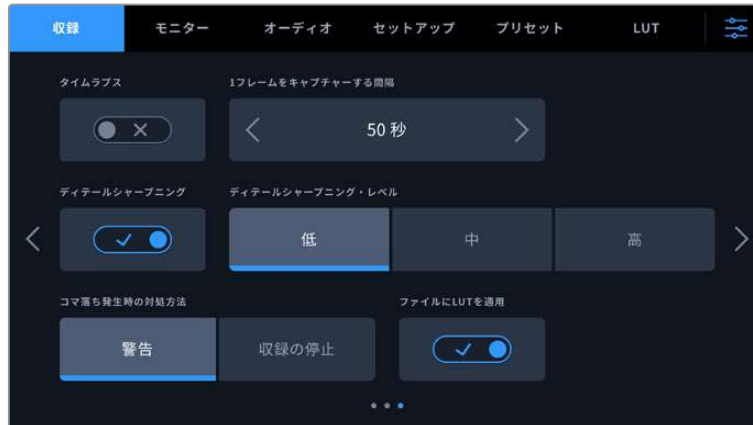 収録 モニター オーディオ セットアップ プリセット LUT
タイムラプス 1フレームをキャプチャーする間隔
50 秒
ディテールシャープニング ディテールシャープニング・レベル
低 中 高
コマ落ち発生時の対処方法 ファイルにLUTを適用
警告 収録の停止